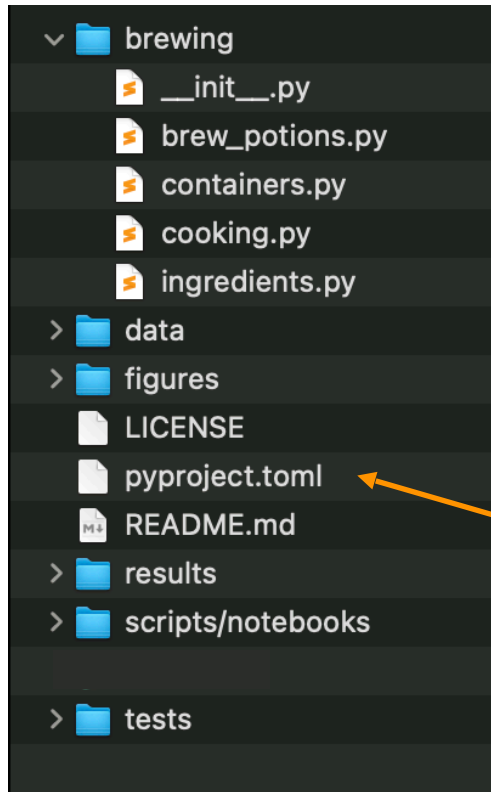 brewing
__init__.py
brew_potions.py
containers.py
cooking.py
ingredients.py
data
figures
LICENSE
pyproject.toml
README.md
results
scripts/notebooks
tests